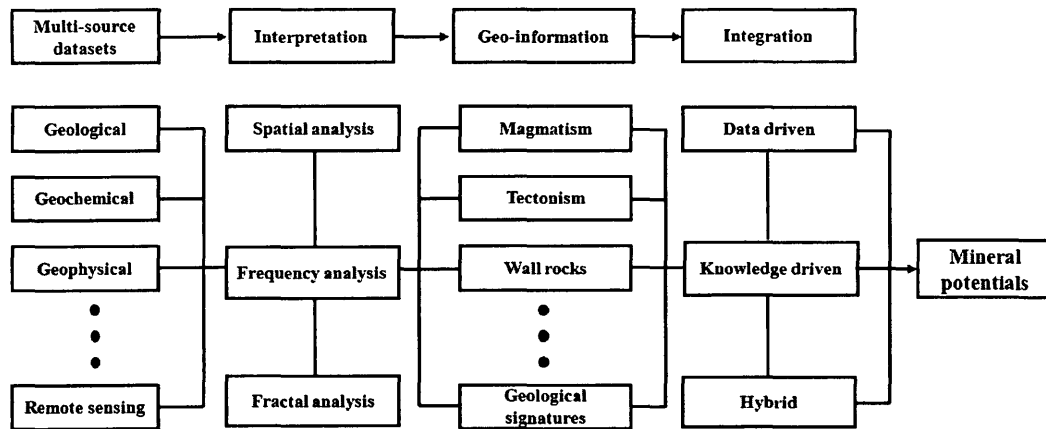 Multi-source
datasets
Interpretation
Geo-information
Integration
Geological
Spatial analysis
Magmatism
Data driven
Geochemical
Tectonism
Geophysical
Frequency analysis
Wall rocks
Knowledge driven
Mineral
potentials
Remote sensing
Fractal analysis
Geological
signatures
Hybrid